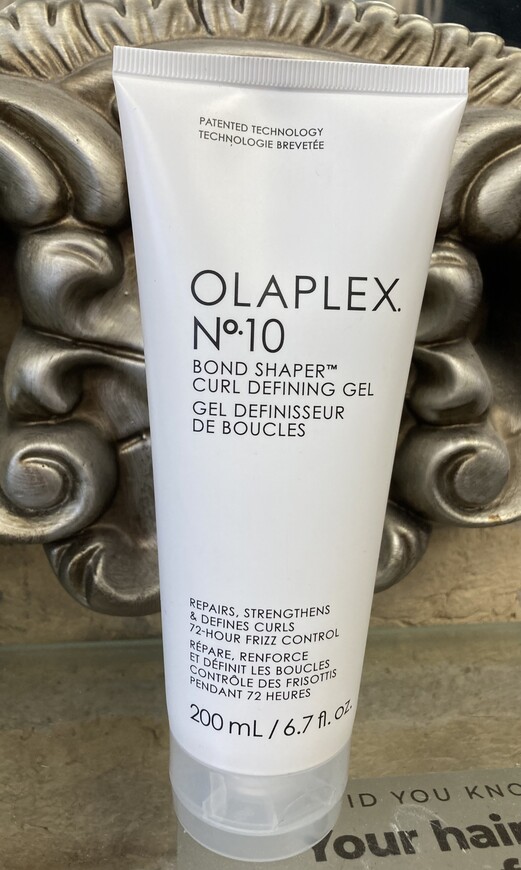 PATENTED TECHNOLOGY
TECHNOLOGIE BREVETÉE
OLAPLEX.
Nº.10
BOND SHAPER™
CURL DEFINING GEL
GEL DEFINISSEUR
DE BOUCLES
REPAIRS, STRENGTHENS
& DEFINES CURLS
72-HOUR FRIZZ CONTROL
RÉPARE, RENFORCE
ET DÉFINIT LES BOUCLES
CONTRÔLE DES FRISOTTIS
PENDANT 72 HEURES
200 mL / 6.7 fl. oz.
ID YOU KNO
Your hair